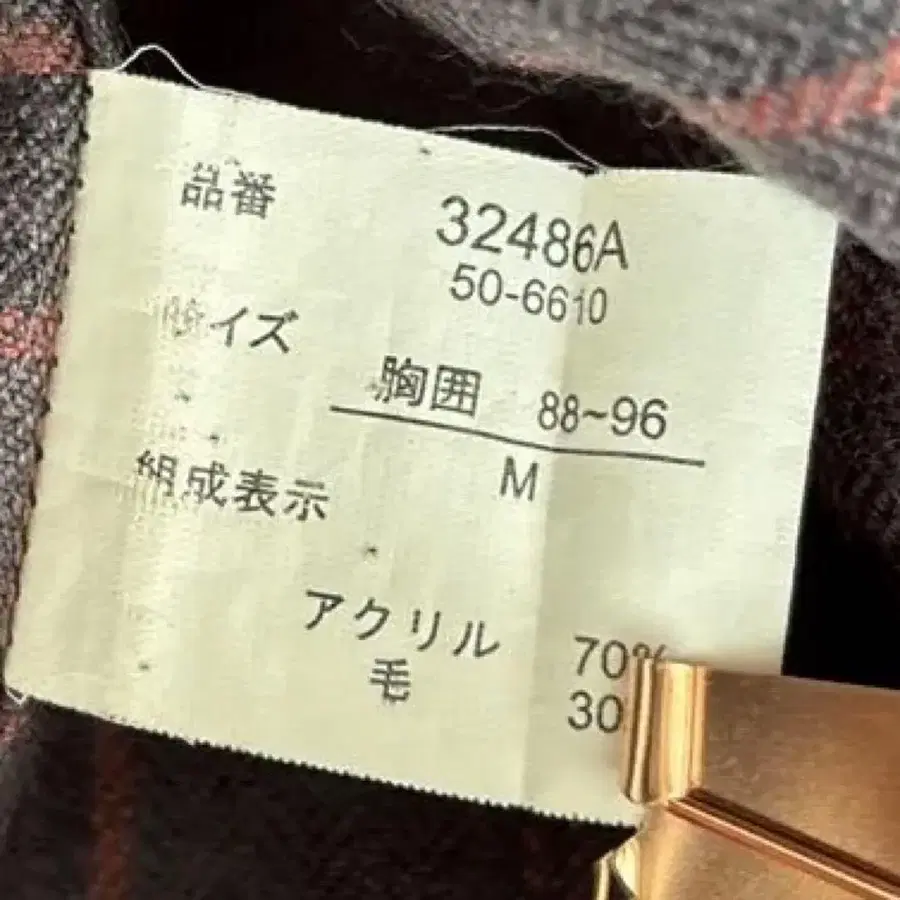 品番 32486A
50-6610
サイズ
胸囲 88~96
M
組成表示
アクリル 70%
毛 30